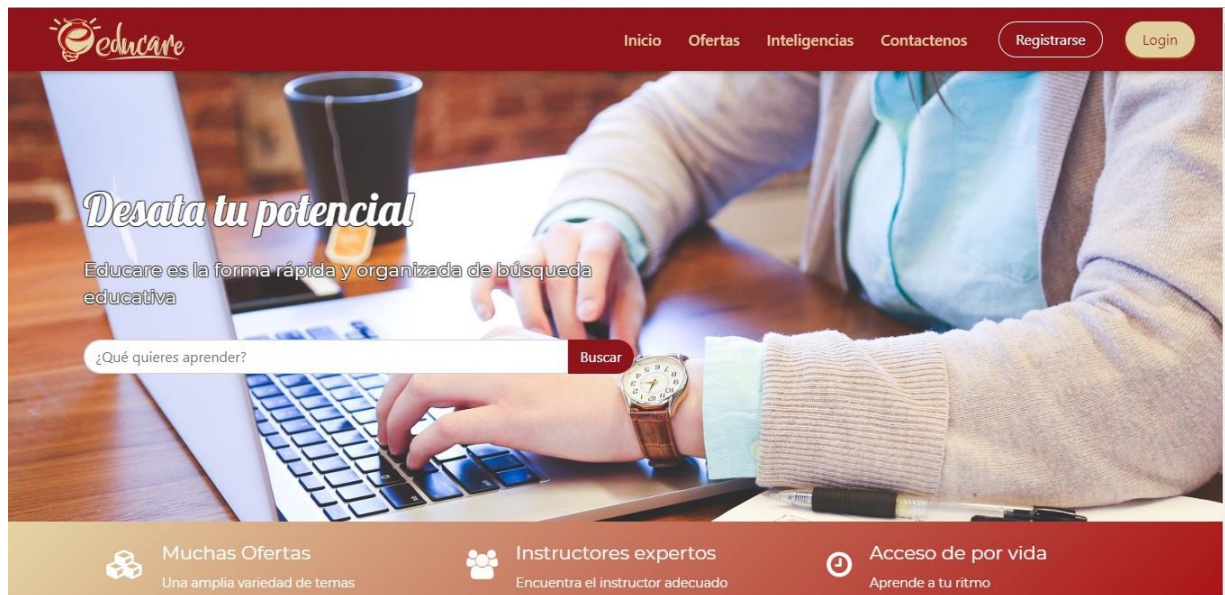 educare
Inicio
Ofertas
Inteligencias
Contactenos
Registrarse
Login
Desata tu potencial
Educare es la forma rápida y organizada de búsqueda
educativa
¿Qué quieres aprender?
Buscar
Muchas Ofertas
Una amplia variedad de temas
Instructores expertos
Encuentra el instructor adecuado
Acceso de por vida
Aprende a tu ritmo